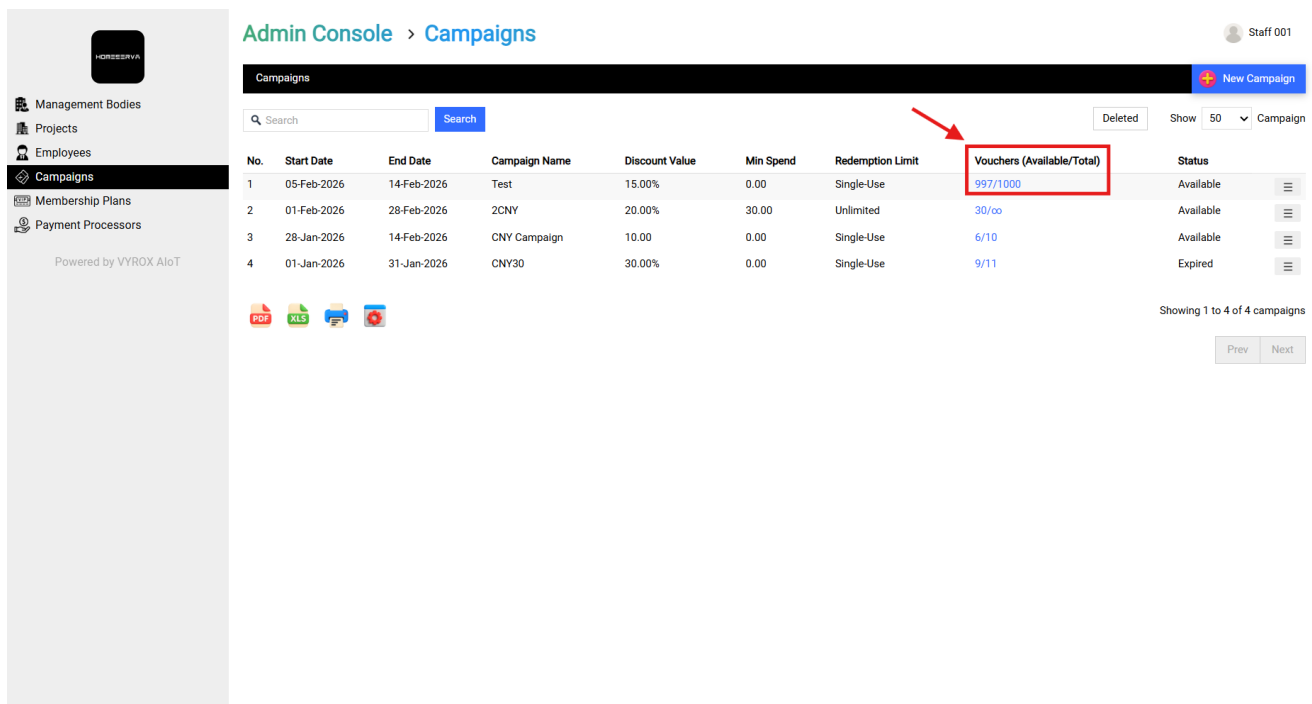 HOMESERVA
Admin Console > Campaigns
Staff 001
Management Bodies
Projects
Employees
Campaigns
Membership Plans
Payment Processors
Powered by VYROX AIoT
Campaigns
New Campaign
Search
Search
Deleted
Show 50 Campaign
No. Start Date End Date Campaign Name Discount Value Min Spend Redemption Limit Vouchers (Available/Total) Status
1 05-Feb-2026 14-Feb-2026 Test 15.00% 0.00 Single-Use 997/1000 Available
2 01-Feb-2026 28-Feb-2026 2CNY 20.00% 30.00 Unlimited 30/∞ Available
3 28-Jan-2026 14-Feb-2026 CNY Campaign 10.00 0.00 Single-Use 6/10 Available
4 01-Jan-2026 31-Jan-2026 CNY30 30.00% 0.00 Single-Use 9/11 Expired
PDF
XLS
Showing 1 to 4 of 4 campaigns
Prev
Next